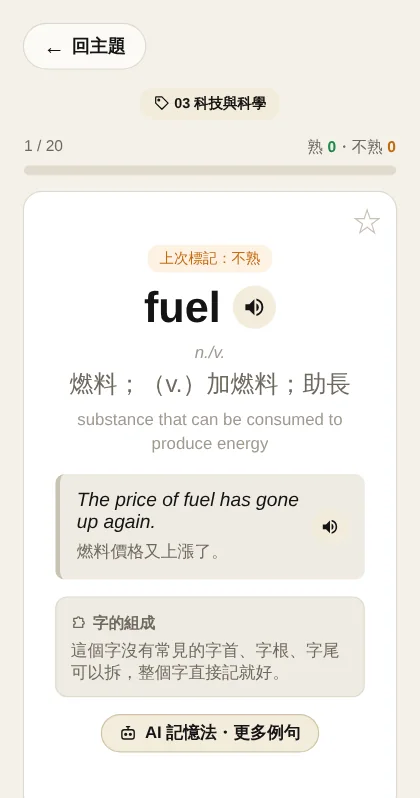 ← 回主題
03 科技與科學
1 / 20
熟 0 · 不熟 0
上次標記：不熟
fuel
n./v.
燃料；（v.）加燃料；助長
substance that can be consumed to
produce energy
The price of fuel has gone
up again.
燃料價格又上漲了。
字的組成
這個字沒有常見的字首、字根、字尾
可以拆，整個字直接記就好。
AI 記憶法・更多例句